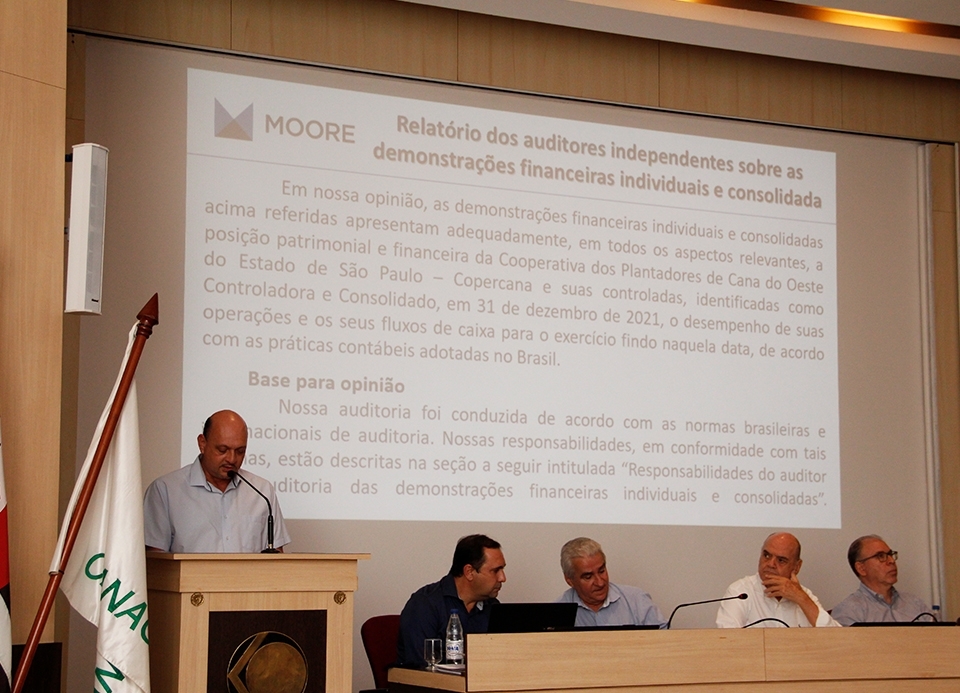 MOORE
Relatório dos auditores independentes sobre as
demonstrações financeiras individuais e consolidada
Em nossa opinião, as demonstrações financeiras individuais e consolidadas
acima referidas apresentam adequadamente, em todos os aspectos relevantes, a
posição patrimonial e financeira da Cooperativa dos Plantadores de Cana do Oeste
do Estado de São Paulo – Copercana e suas controladas, identificadas como
Controladora e Consolidado, em 31 de dezembro de 2021, o desempenho de suas
operações e os seus fluxos de caixa para o exercício findo naquela data, de acordo
com as práticas contábeis adotadas no Brasil.
Base para opinião
Nossa auditoria foi conduzida de acordo com as normas brasileiras e
nacionais de auditoria. Nossas responsabilidades, em conformidade com tais
as, estão descritas na seção a seguir intitulada “Responsabilidades do auditor
uditoria das demonstrações financeiras individuais e consolidadas”.